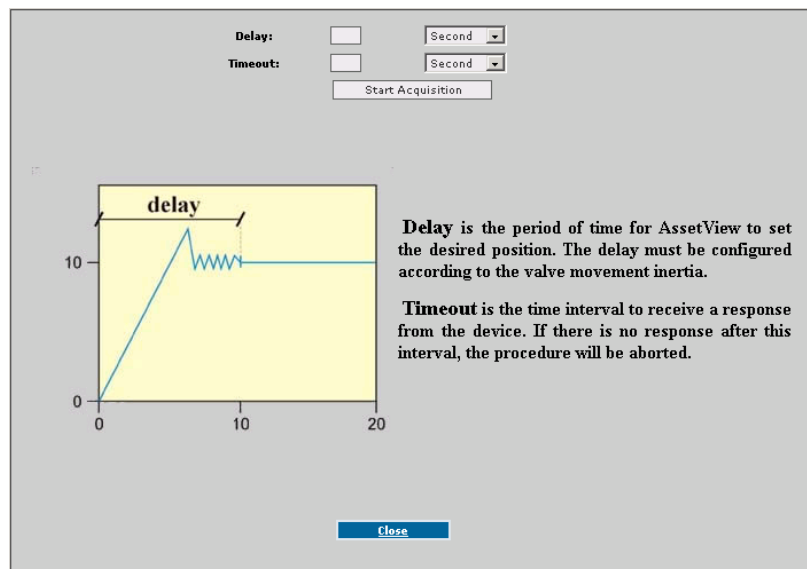 Delay:
Second
Timeout:
Second
Start Acquisition
delay
10
0
0
10
20
Delay is the period of time for AssetView to set
the desired position. The delay must be configured
according to the valve movement inertia.
Timeout is the time interval to receive a response
from the device. If there is no response after this
interval, the procedure will be aborted.
Close